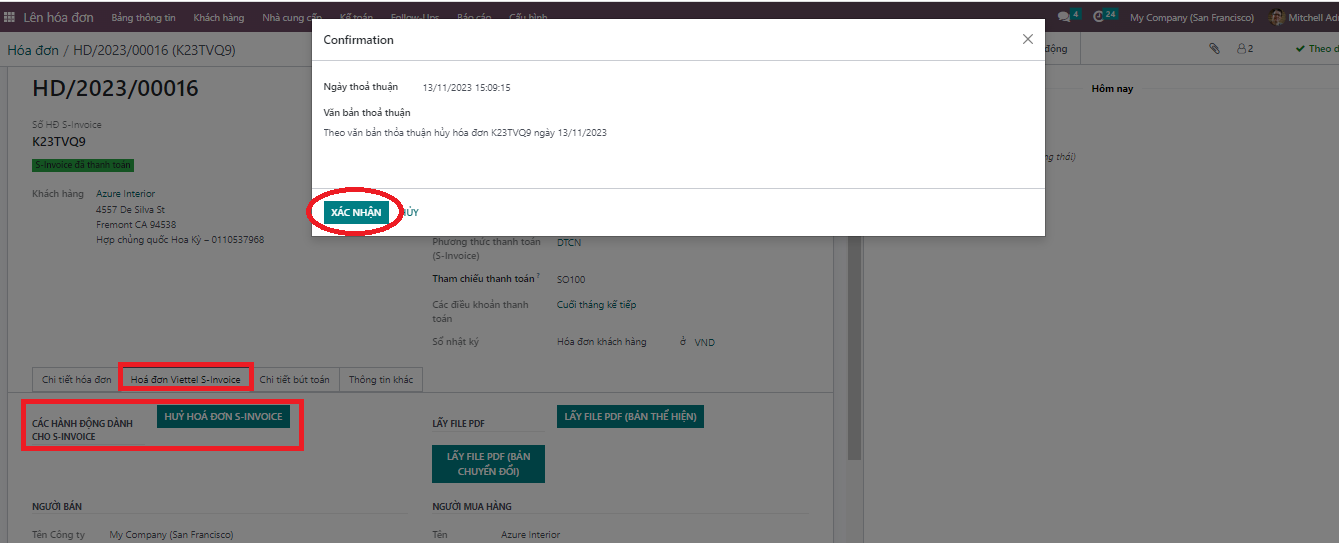 Lên hóa đơn Bảng thông tin Khách hàng Nhà cung cấp Kế toán Follow-Ups Báo cáo Cấu hình 4 24 My Company (San Francisco) Mitchell Ad
Hóa đơn / HD/2023/00016 (K23TVQ9)
động 2 Theo d
HD/2023/00016
Số HĐ S-Invoice
K23TVQ9
S-Invoice đã thanh toán
Khách hàng Azure Interior
4557 De Silva St
Fremont CA 94538
Hợp chủng quốc Hoa Kỳ – 0110537968
Confirmation
Ngày thoả thuận 13/11/2023 15:09:15
Văn bản thoả thuận
Theo văn bản thỏa thuận hủy hóa đơn K23TVQ9 ngày 13/11/2023
XÁC NHẬN ỦY
Hôm nay
g thái)
Phương thức thanh toán (S-Invoice) DTCN
Tham chiếu thanh toán ? SO100
Các điều khoản thanh toán Cuối tháng kế tiếp
Sổ nhật ký Hóa đơn khách hàng ở VND
Chi tiết hóa đơn Hoá đơn Viettel S-Invoice Chi tiết bút toán Thông tin khác
CÁC HÀNH ĐỘNG DÀNH
CHO S-INVOICE
HUỶ HOÁ ĐƠN S-INVOICE
LẤY FILE PDF
LẤY FILE PDF (BẢN THỂ HIỆN)
LẤY FILE PDF (BẢN
CHUYỂN ĐỔI)
NGƯỜI BÁN
Tên Công ty My Company (San Francisco)
NGƯỜI MUA HÀNG
Tên Azure Interior